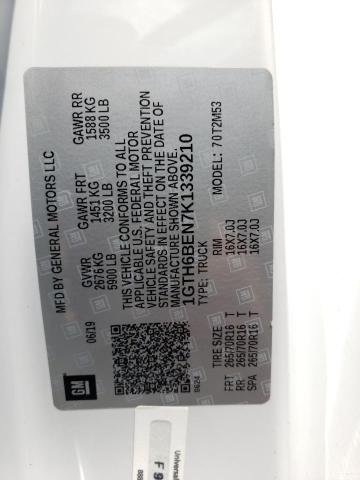 MFD BY GENERAL MOTORS LLC
06/19
GVWR
2676 KG
5900 LB
GAWR FRT
1451 KG
3200 LB
GAWR RR
1588 KG
3500 LB
THIS VEHICLE CONFORMS TO ALL
APPLICABLE U.S. FEDERAL MOTOR
VEHICLE SAFETY AND THEFT PREVENTION
STANDARDS IN EFFECT ON THE DATE OF
MANUFACTURE SHOWN ABOVE.
1GTH6BEN7K1339210
TYPE: TRUCK
MODEL: 70T2M53
TIRE SIZE
RIM
FRT 265/70R16 T 16X7.0J
RR 265/70R16 T 16X7.0J
SPA 265/70R16 T 16X7.0J
GM
Universal
F 9